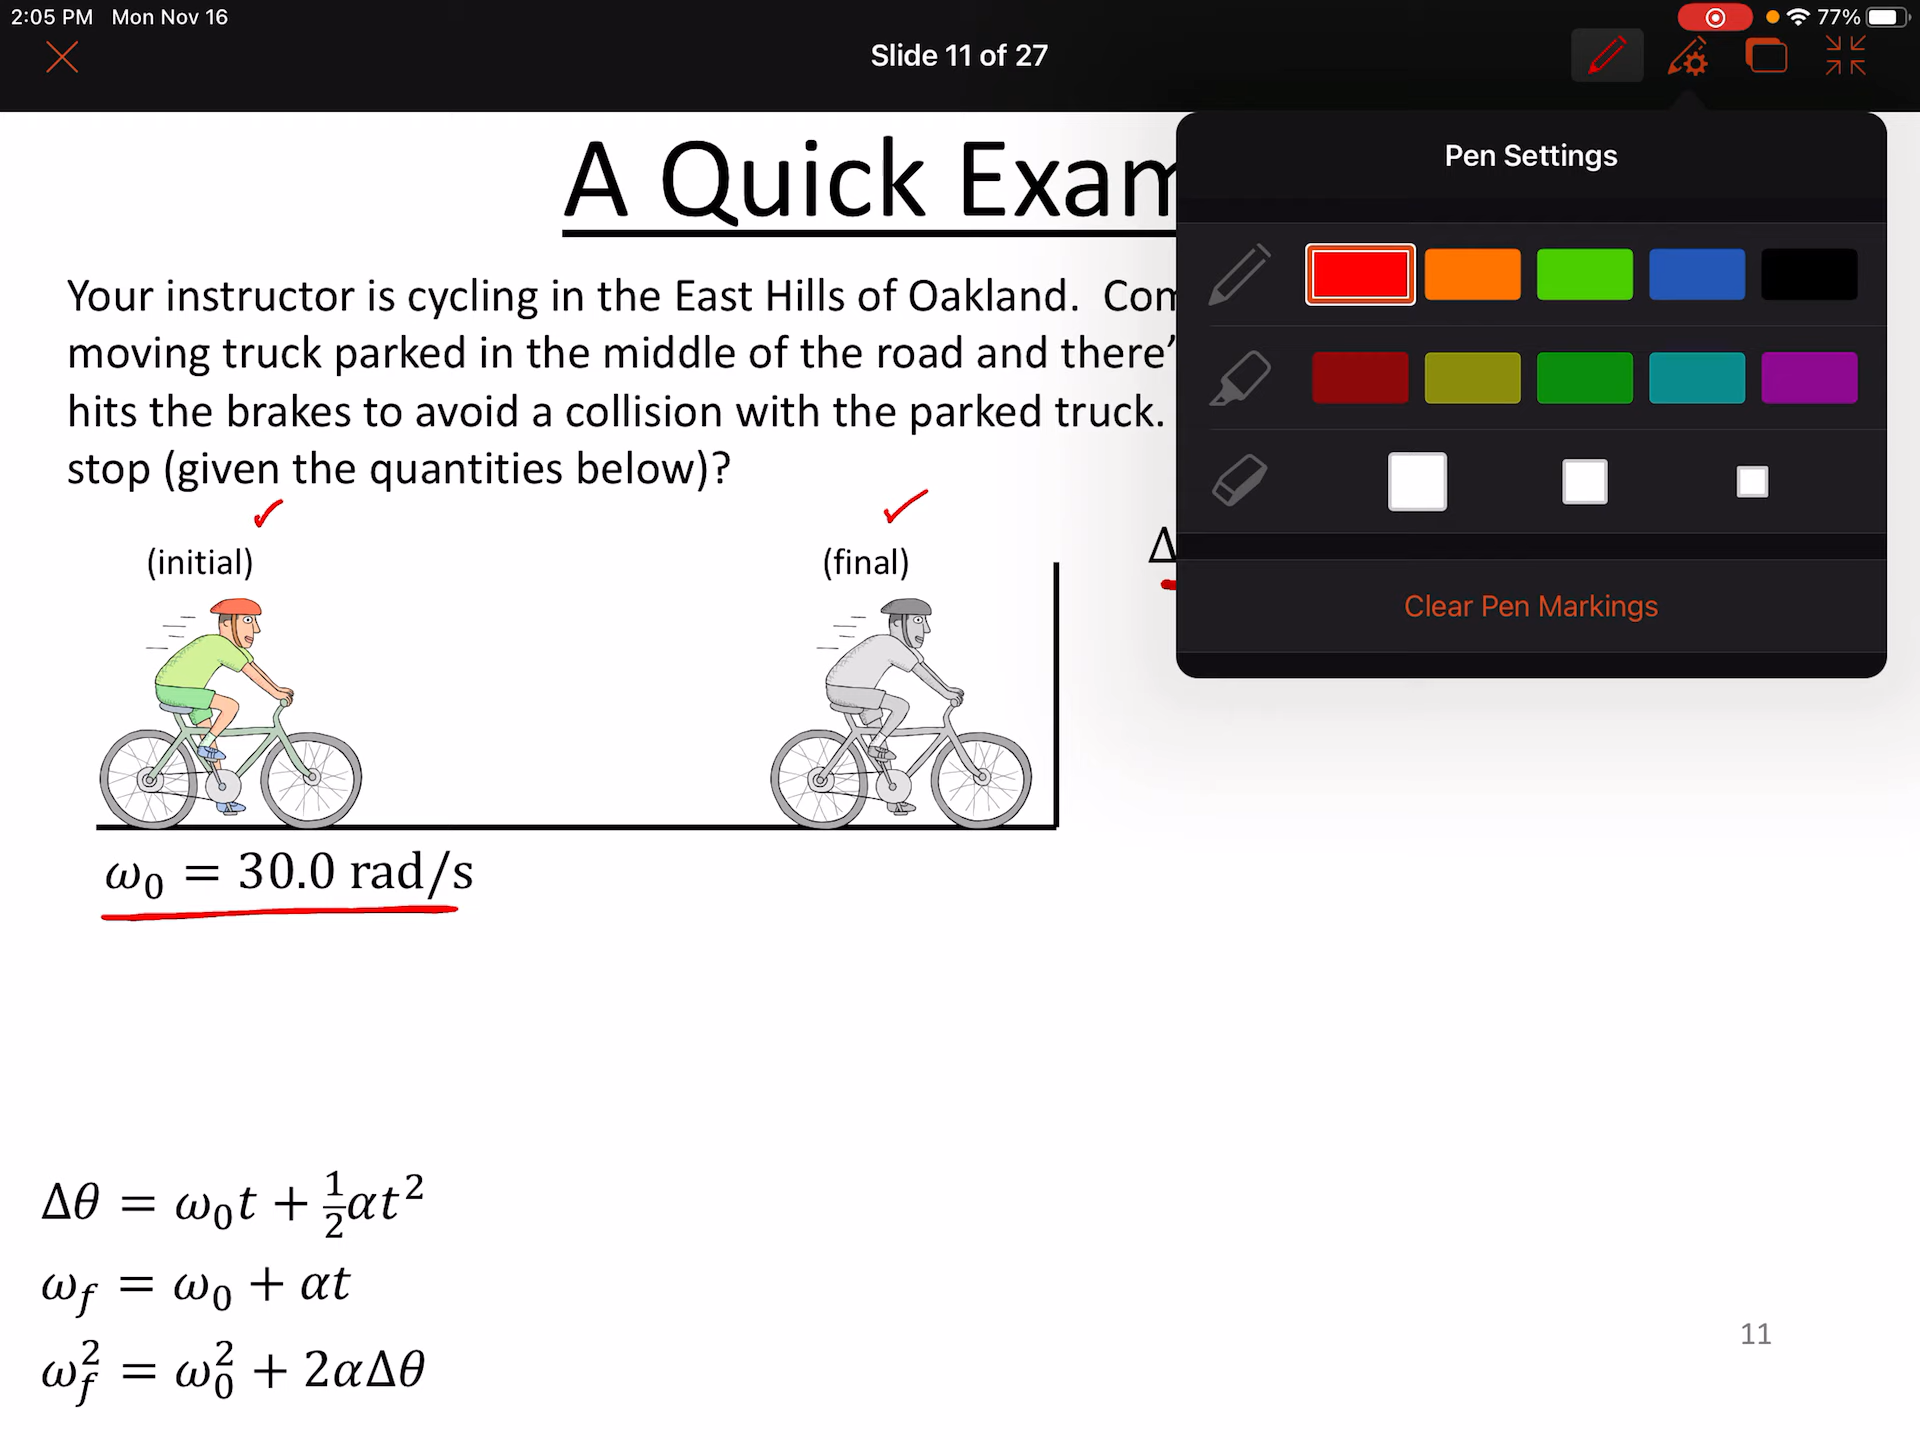 2:05 PM Mon Nov 16
77%
Slide 11 of 27
Pen Settings
Clear Pen Markings
A Quick Exam
Your instructor is cycling in the East Hills of Oakland. Com
moving truck parked in the middle of the road and there'
hits the brakes to avoid a collision with the parked truck.
stop (given the quantities below)?
(initial)
(final)
Δ
ω₀ = 30.0 rad/s
Δθ = ω₀t + ½αt²
ω_f = ω₀ + αt
ω_f² = ω₀² + 2αΔθ
11